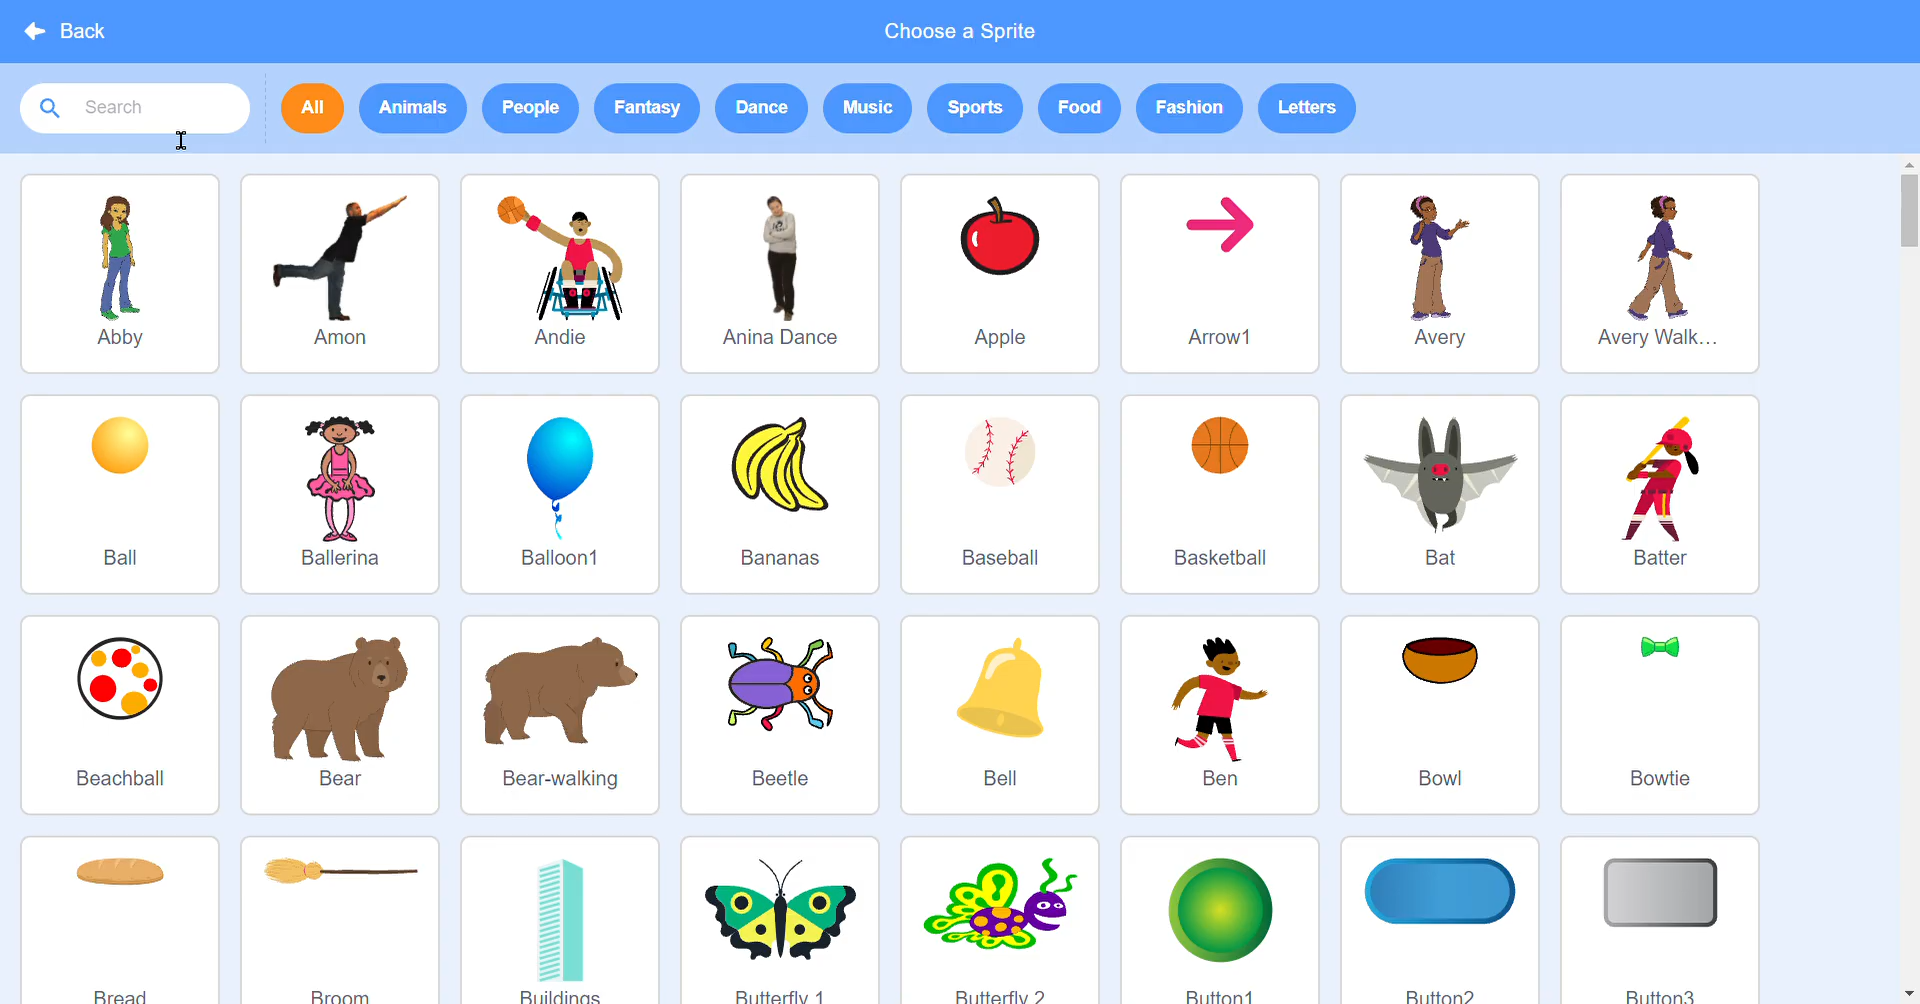 Back
Choose a Sprite
Search
All
Animals
People
Fantasy
Dance
Music
Sports
Food
Fashion
Letters
Abby
Amon
Andie
Anina Dance
Apple
Arrow1
Avery
Avery Walk...
Ball
Ballerina
Balloon1
Bananas
Baseball
Basketball
Bat
Batter
Beachball
Bear
Bear-walking
Beetle
Bell
Ben
Bowl
Bowtie
Bread
Broom
Buildings
Butterfly 1
Butterfly 2
Button1
Button2
Button3